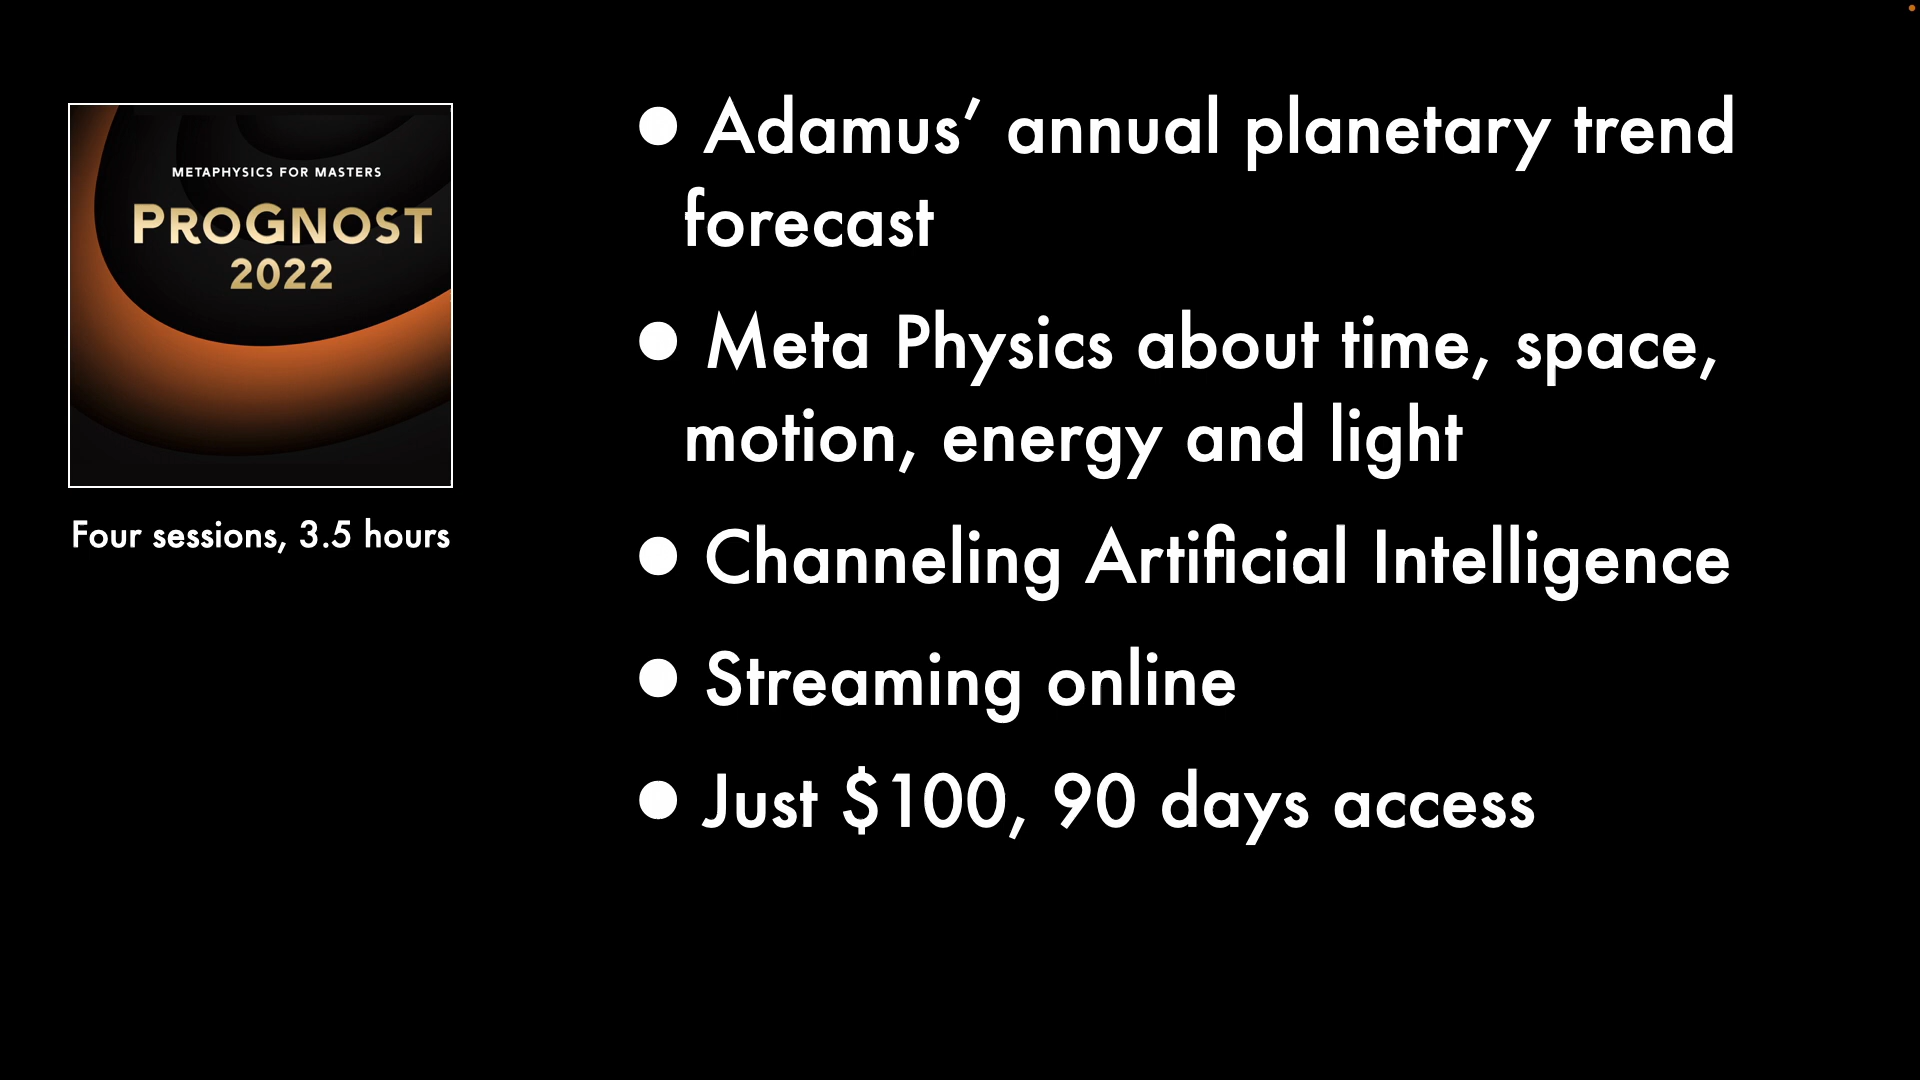 METAPHYSICS FOR MASTERS
PROGNOST
2022
Four sessions, 3.5 hours
● Adamus’ annual planetary trend
forecast
● Meta Physics about time, space,
motion, energy and light
● Channeling Artificial Intelligence
● Streaming online
● Just $100, 90 days access